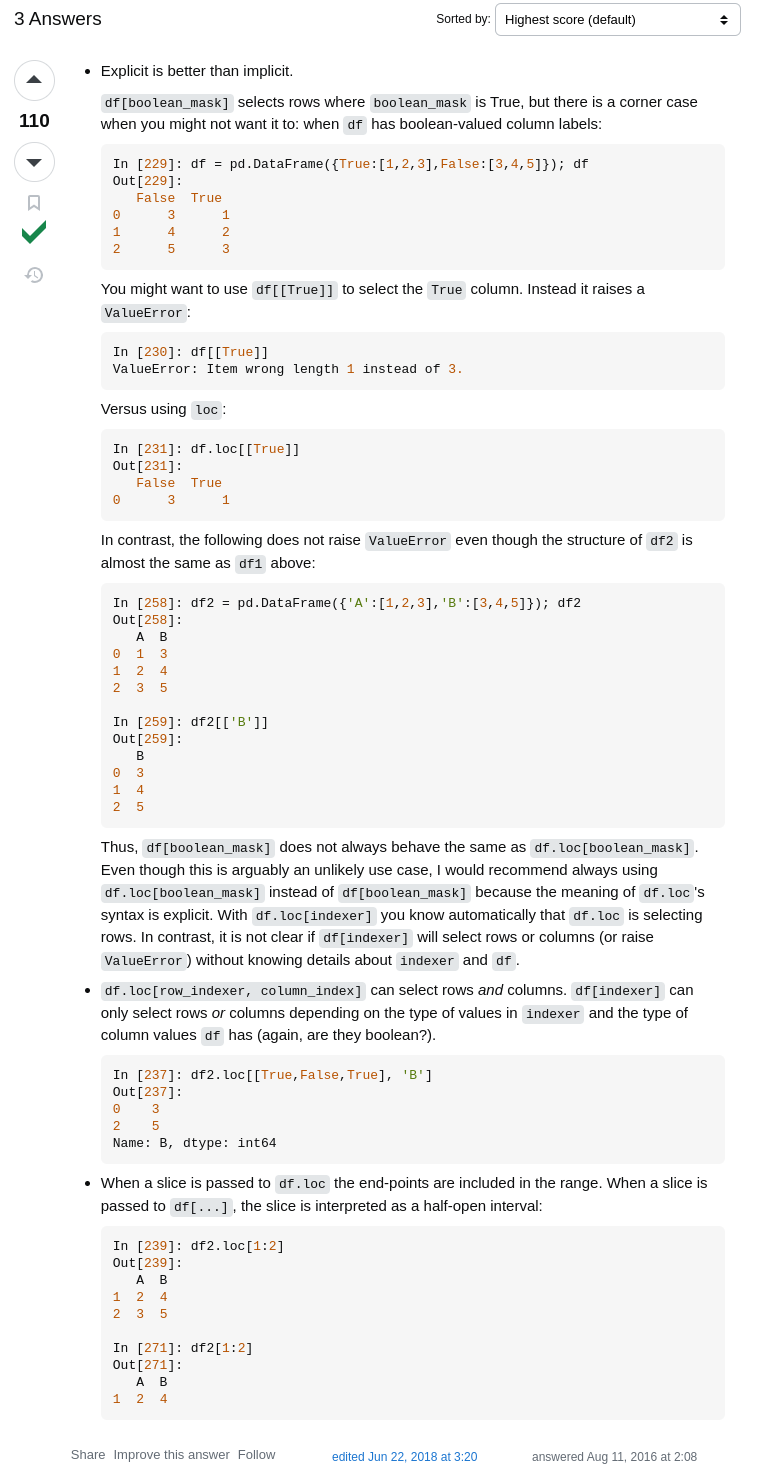 3 Answers
Sorted by: Highest score (default)
110
• Explicit is better than implicit.
df[boolean_mask] selects rows where boolean_mask is True, but there is a corner case
when you might not want it to: when df has boolean-valued column labels:
In [229]: df = pd.DataFrame({True:[1,2,3],False:[3,4,5]}); df
Out[229]:
   False  True
0      3      1
1      4      2
2      5      3
You might want to use df[[True]] to select the True column. Instead it raises a
ValueError:
In [230]: df[[True]]
ValueError: Item wrong length 1 instead of 3.
Versus using loc:
In [231]: df.loc[[True]]
Out[231]:
   False  True
0      3      1
In contrast, the following does not raise ValueError even though the structure of df2 is
almost the same as df1 above:
In [258]: df2 = pd.DataFrame({'A':[1,2,3],'B':[3,4,5]}); df2
Out[258]:
   A  B
0  1  3
1  2  4
2  3  5
In [259]: df2[['B']]
Out[259]:
   B
0  3
1  4
2  5
Thus, df[boolean_mask] does not always behave the same as df.loc[boolean_mask].
Even though this is arguably an unlikely use case, I would recommend always using
df.loc[boolean_mask] instead of df[boolean_mask] because the meaning of df.loc's
syntax is explicit. With df.loc[indexer] you know automatically that df.loc is selecting
rows. In contrast, it is not clear if df[indexer] will select rows or columns (or raise
ValueError) without knowing details about indexer and df.
• df.loc[row_indexer, column_index] can select rows and columns. df[indexer] can
only select rows or columns depending on the type of values in indexer and the type of
column values df has (again, are they boolean?).
In [237]: df2.loc[[True,False,True], 'B']
Out[237]:
0    3
2    5
Name: B, dtype: int64
• When a slice is passed to df.loc the end-points are included in the range. When a slice is
passed to df[...], the slice is interpreted as a half-open interval:
In [239]: df2.loc[1:2]
Out[239]:
   A  B
1  2  4
2  3  5
In [271]: df2[1:2]
Out[271]:
   A  B
1  2  4
Share Improve this answer Follow edited Jun 22, 2018 at 3:20 answered Aug 11, 2016 at 2:08